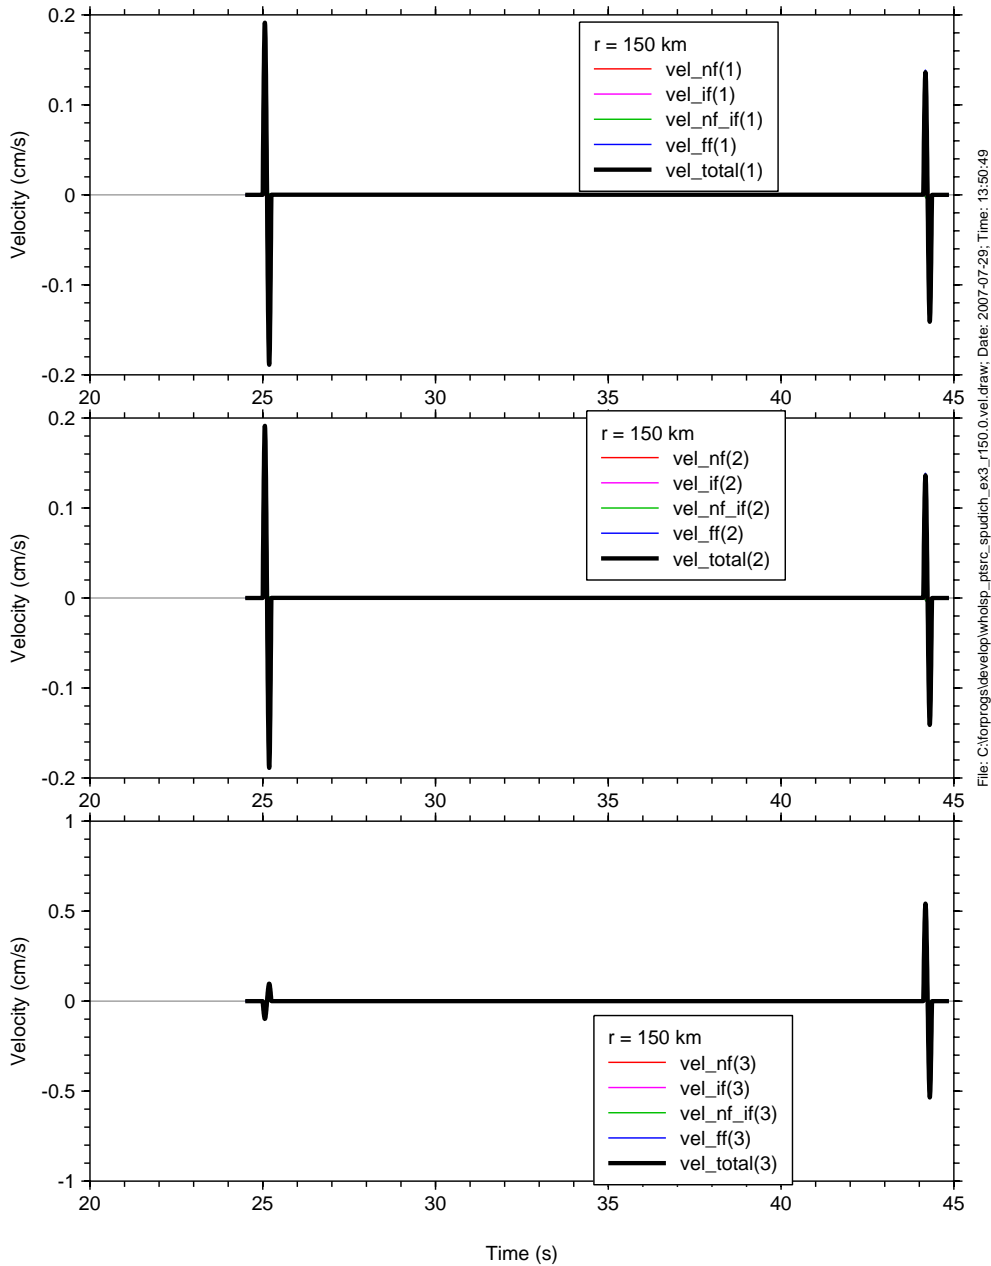 0.2
0.1
0
-0.1
-0.2
Velocity (cm/s)
r = 150 km
vel_nf(1)
vel_if(1)
vel_nf_if(1)
vel_ff(1)
vel_total(1)
20 25 30 35 40 45
0.2
0.1
0
-0.1
-0.2
Velocity (cm/s)
r = 150 km
vel_nf(2)
vel_if(2)
vel_nf_if(2)
vel_ff(2)
vel_total(2)
20 25 30 35 40 45
1
0.5
0
-0.5
-1
Velocity (cm/s)
r = 150 km
vel_nf(3)
vel_if(3)
vel_nf_if(3)
vel_ff(3)
vel_total(3)
20 25 30 35 40 45
Time (s)
File: C:\forprogs\develop\wholsp_ptsrc_spudich_ex3_r150.0.vel.draw; Date: 2007-07-29; Time: 13:50:49